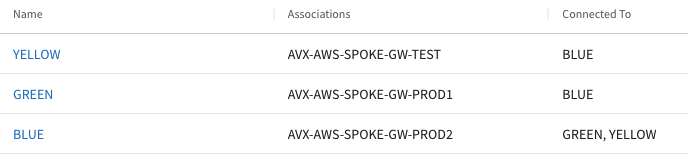 Name Associations Connected To
YELLOW AVX-AWS-SPOKE-GW-TEST BLUE
GREEN AVX-AWS-SPOKE-GW-PROD1 BLUE
BLUE AVX-AWS-SPOKE-GW-PROD2 GREEN, YELLOW